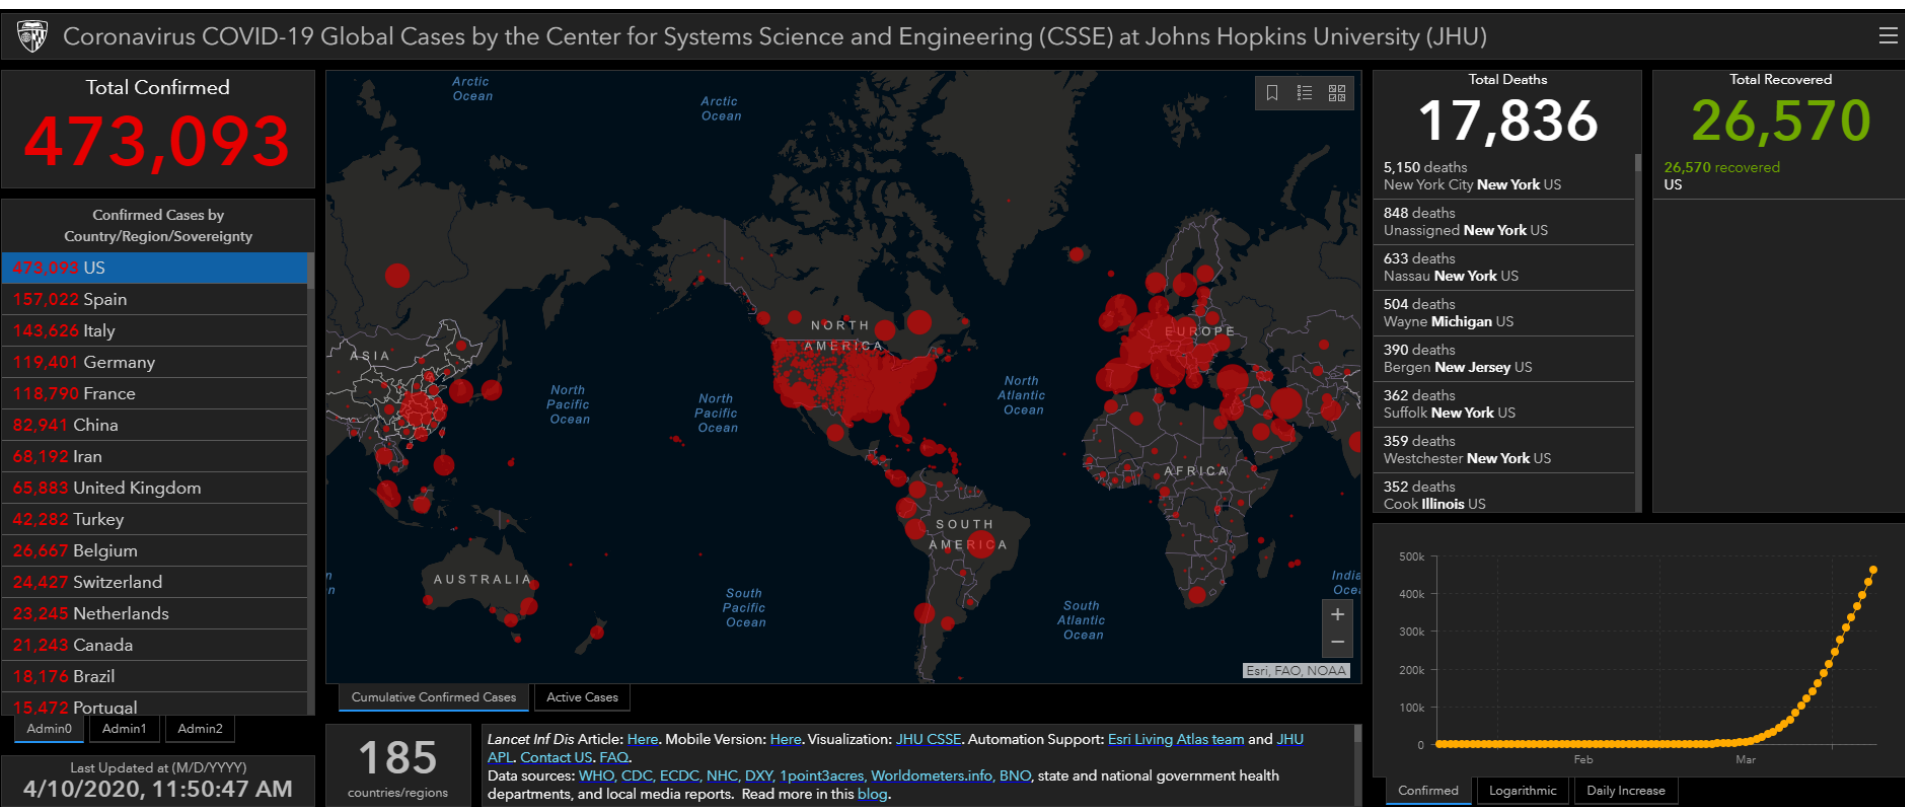 Coronavirus COVID-19 Global Cases by the Center for Systems Science and Engineering (CSSE) at Johns Hopkins University (JHU)
Total Confirmed
473,093
Confirmed Cases by
Country/Region/Sovereignty
473,093 US
157,022 Spain
143,626 Italy
119,401 Germany
118,790 France
82,941 China
68,192 Iran
65,883 United Kingdom
42,282 Turkey
26,667 Belgium
24,427 Switzerland
23,245 Netherlands
21,243 Canada
18,176 Brazil
15,472 Portugal
Admin0
Admin1
Admin2
Last Updated at (M/D/YYYY)
4/10/2020, 11:50:47 AM
Arctic
Ocean
Arctic
Ocean
NORTH
AMERICA
EUROPE
ASIA
North
Pacific
Ocean
North
Pacific
Ocean
North
Atlantic
Ocean
AFRICA
SOUTH
AMERICA
AUSTRALIA
South
Pacific
Ocean
South
Atlantic
Ocean
n
n
India
Ocea
+
−
Esri, FAO, NOAA
Cumulative Confirmed Cases
Active Cases
185
countries/regions
Lancet Inf Dis Article: Here. Mobile Version: Here. Visualization: JHU CSSE. Automation Support: Esri Living Atlas team and JHU
APL. Contact US. FAQ.
Data sources: WHO, CDC, ECDC, NHC, DXY, 1point3acres, Worldometers.info, BNO, state and national government health
departments, and local media reports. Read more in this blog.
Total Deaths
17,836
5,150 deaths
New York City New York US
848 deaths
Unassigned New York US
633 deaths
Nassau New York US
504 deaths
Wayne Michigan US
390 deaths
Bergen New Jersey US
362 deaths
Suffolk New York US
359 deaths
Westchester New York US
352 deaths
Cook Illinois US
Total Recovered
26,570
26,570 recovered
US
500k
400k
300k
200k
100k
0
Feb
Mar
Confirmed
Logarithmic
Daily Increase